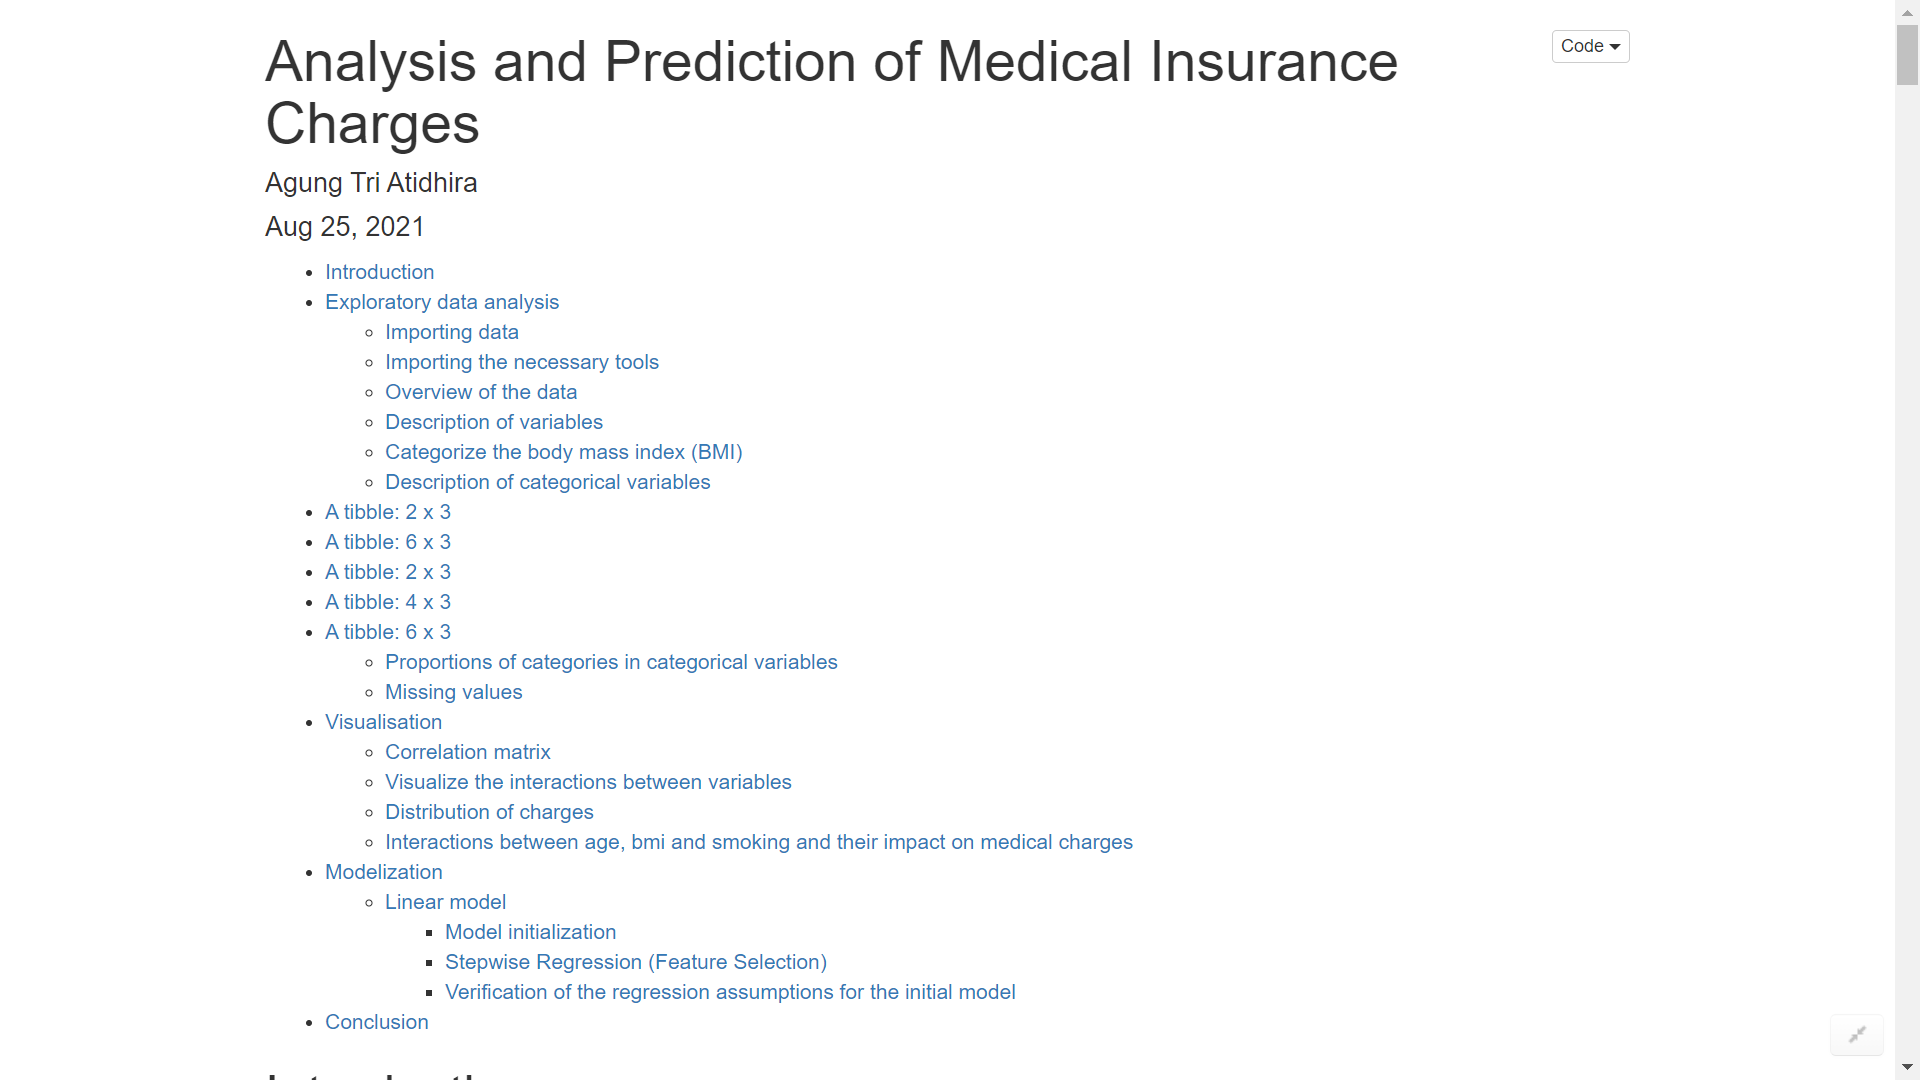 Analysis and Prediction of Medical Insurance
Charges
Code
Agung Tri Atidhira
Aug 25, 2021
Introduction
Exploratory data analysis
Importing data
Importing the necessary tools
Overview of the data
Description of variables
Categorize the body mass index (BMI)
Description of categorical variables
A tibble: 2 x 3
A tibble: 6 x 3
A tibble: 2 x 3
A tibble: 4 x 3
A tibble: 6 x 3
Proportions of categories in categorical variables
Missing values
Visualisation
Correlation matrix
Visualize the interactions between variables
Distribution of charges
Interactions between age, bmi and smoking and their impact on medical charges
Modelization
Linear model
Model initialization
Stepwise Regression (Feature Selection)
Verification of the regression assumptions for the initial model
Conclusion